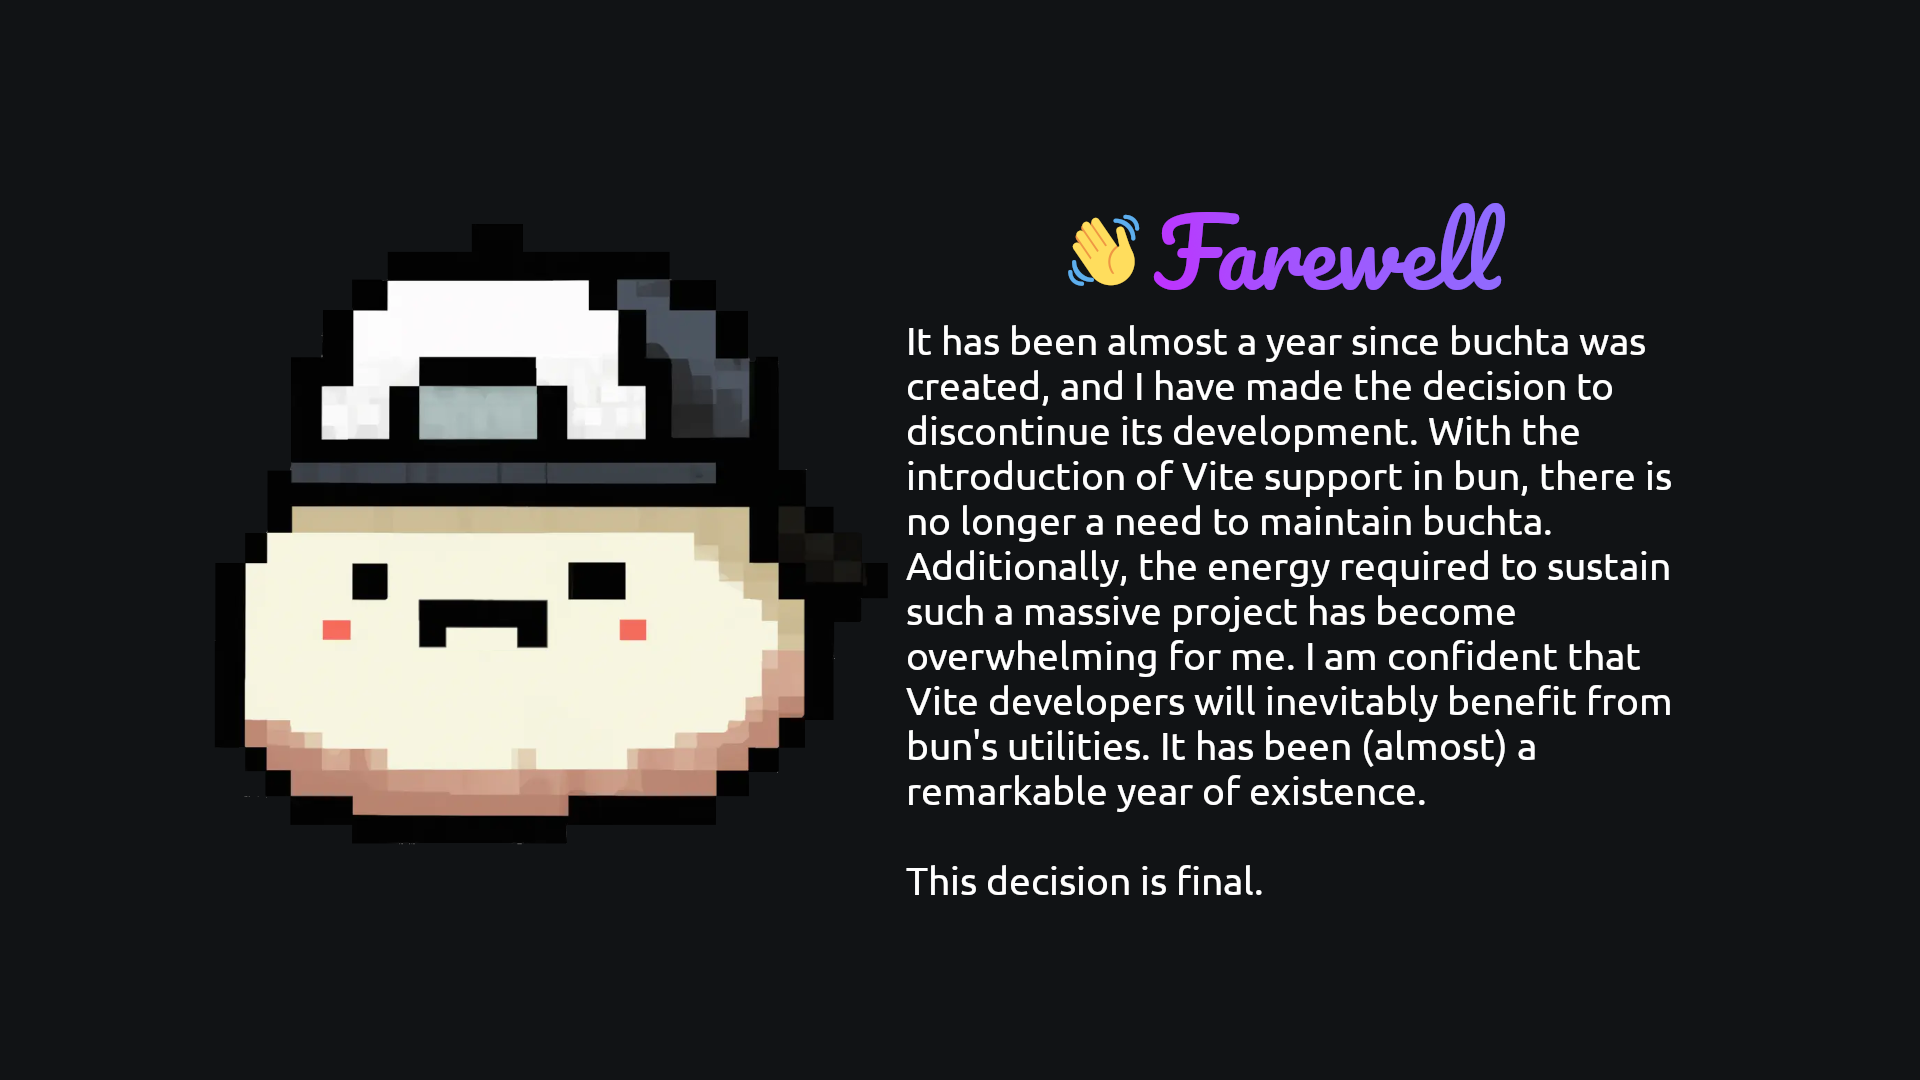 👋 Farewell
It has been almost a year since buchta was
created, and I have made the decision to
discontinue its development. With the
introduction of Vite support in bun, there is
no longer a need to maintain buchta.
Additionally, the energy required to sustain
such a massive project has become
overwhelming for me. I am confident that
Vite developers will inevitably benefit from
bun's utilities. It has been (almost) a
remarkable year of existence.
This decision is final.